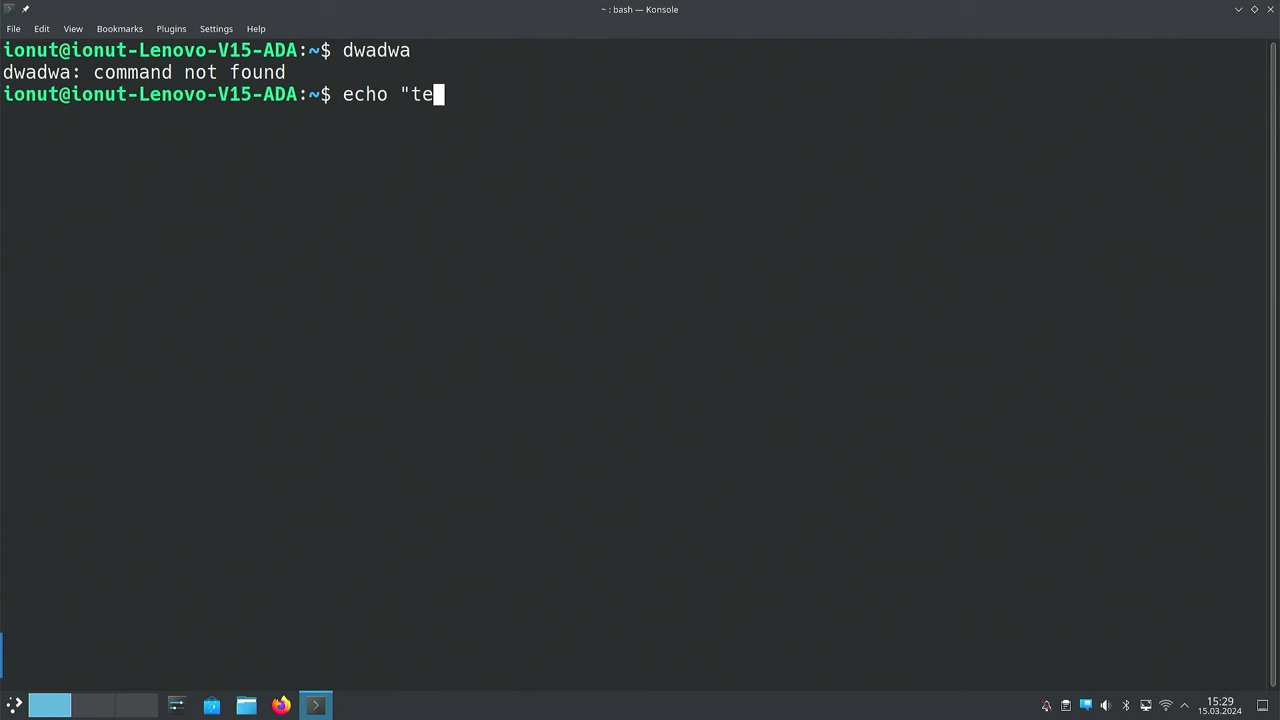 ~ : bash — Konsole
File Edit View Bookmarks Plugins Settings Help
ionut@ionut-Lenovo-V15-ADA:~$ dwadwa
dwadwa: command not found
ionut@ionut-Lenovo-V15-ADA:~$ echo "te
15:29
15.03.2024